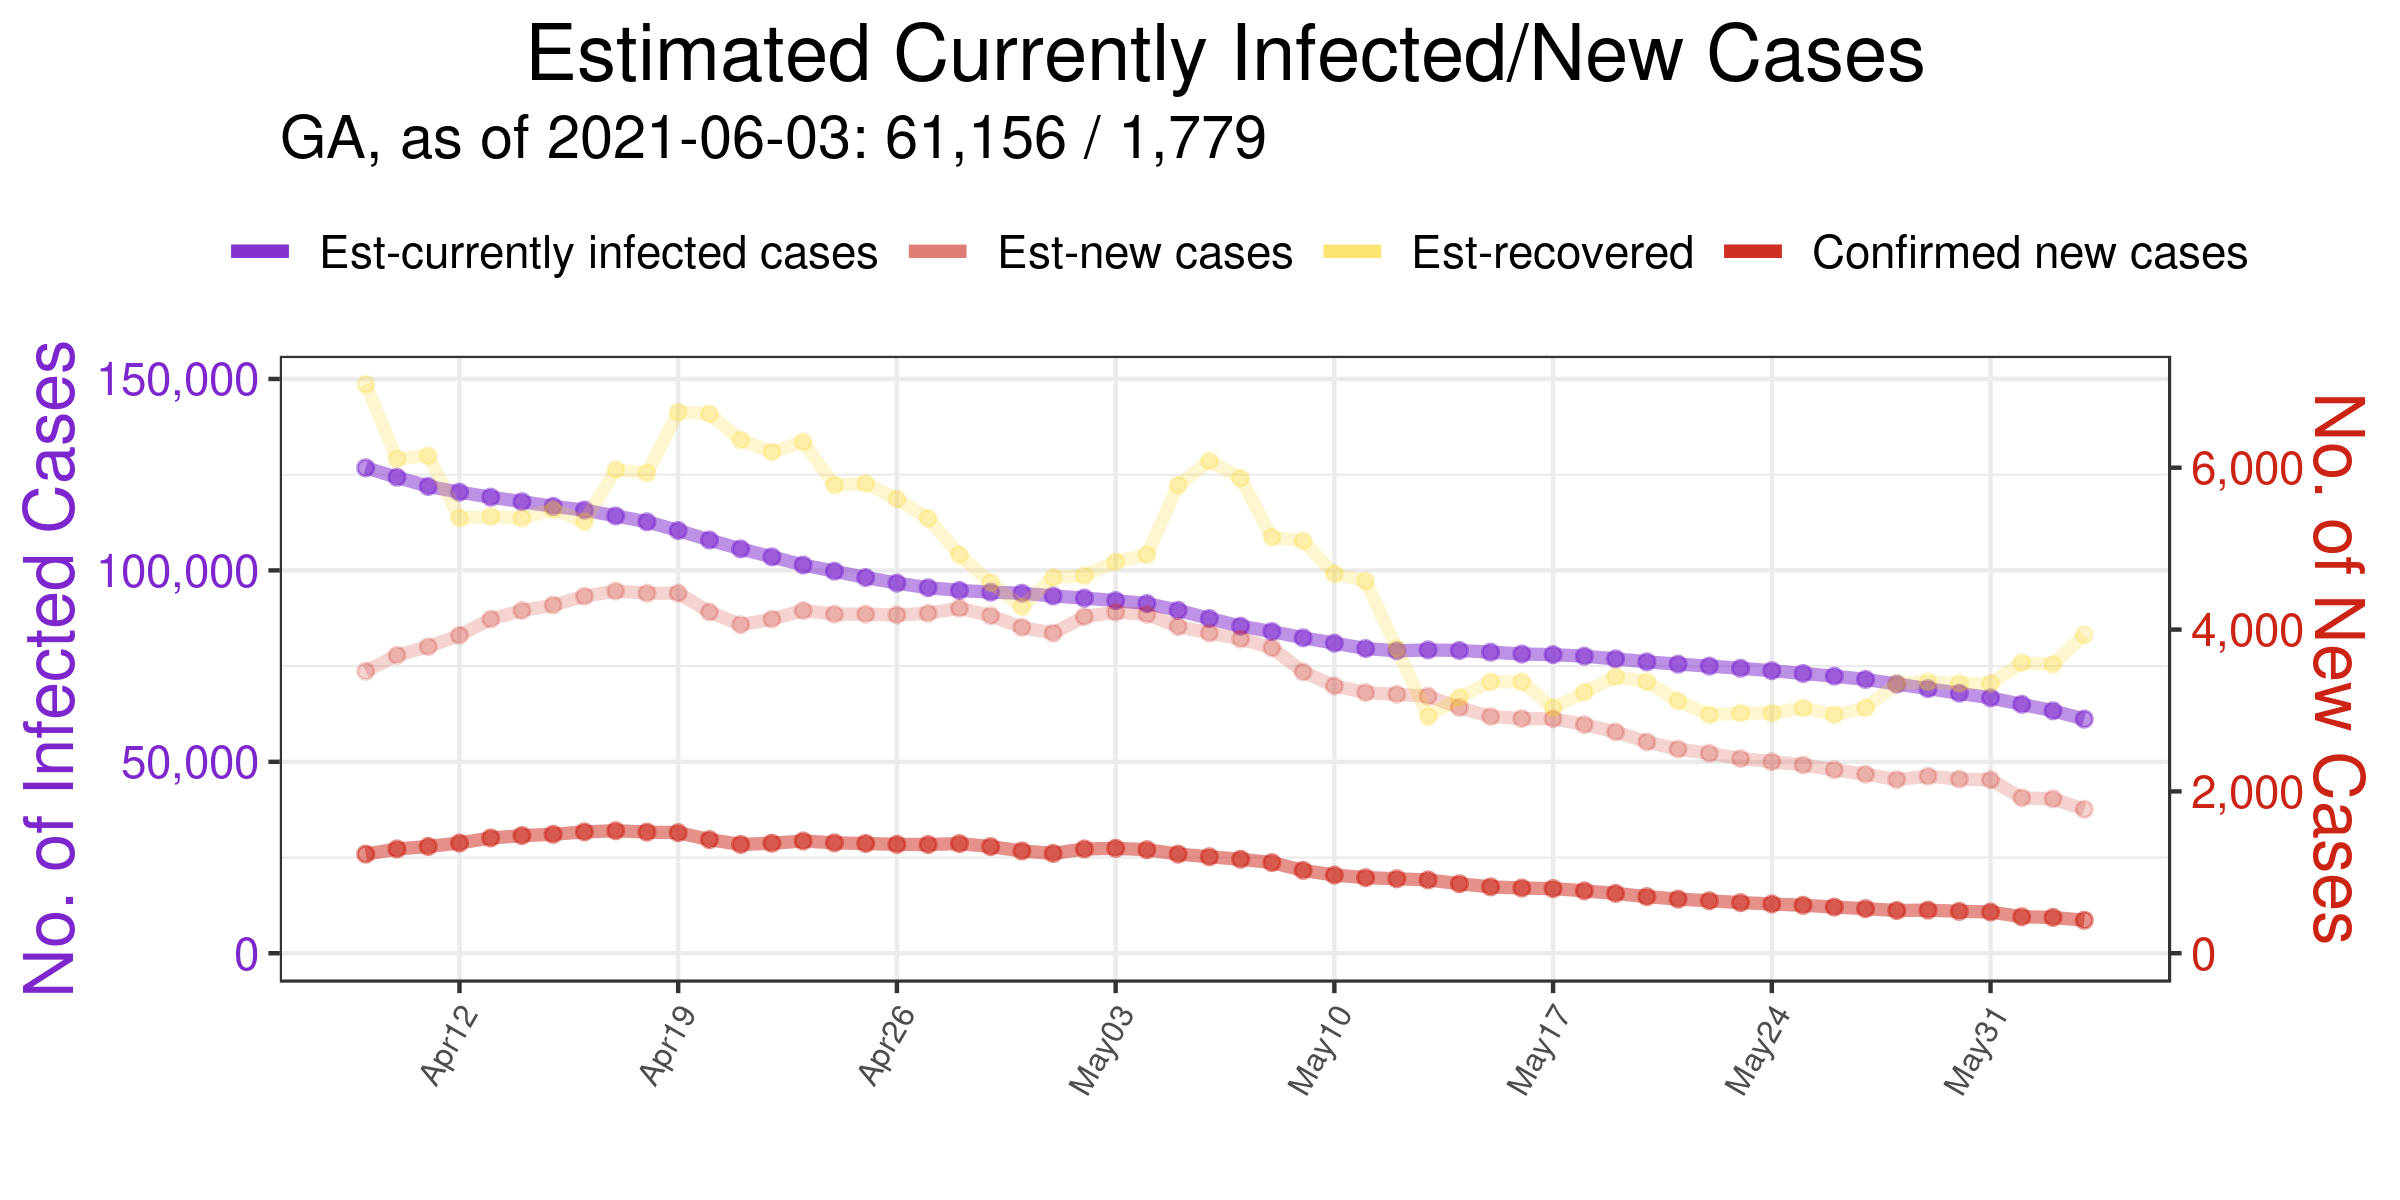 Estimated Currently Infected/New Cases
GA, as of 2021-06-03: 61,156 / 1,779
Est-currently infected cases Est-new cases Est-recovered Confirmed new cases
No. of Infected Cases
150,000
100,000
50,000
0
6,000
4,000
2,000
0
No. of New Cases
Apr12 Apr19 Apr26 May03 May10 May17 May24 May31